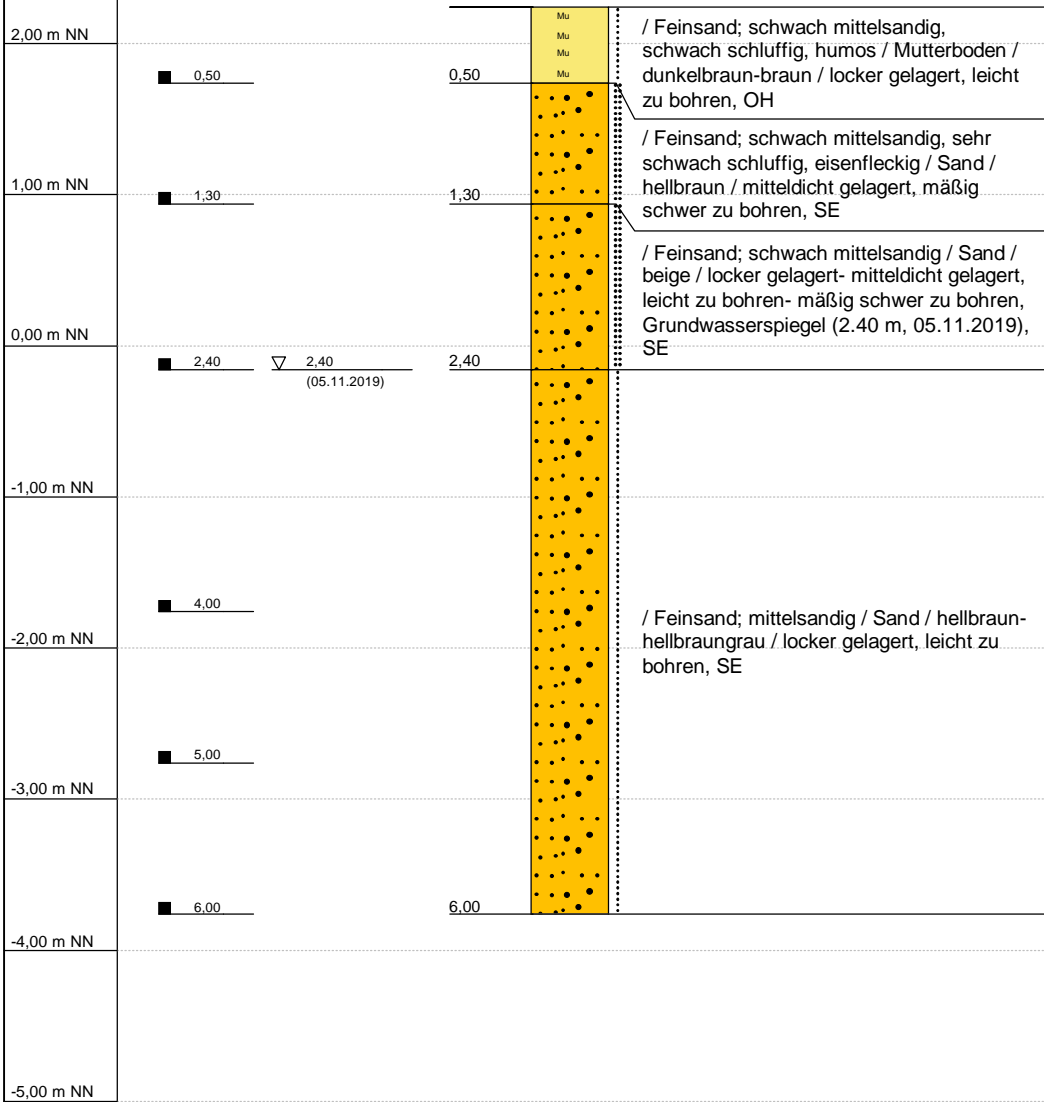 Mu
Mu
Mu
Mu
/ Feinsand; schwach mittelsandig,
schwach schluffig, humos / Mutterboden /
dunkelbraun-braun / locker gelagert, leicht
zu bohren, OH
2,00 m NN
0,50
0,50
/ Feinsand; schwach mittelsandig, sehr
schwach schluffig, eisenfleckig / Sand /
hellbraun / mitteldicht gelagert, mäßig
schwer zu bohren, SE
1,00 m NN
1,30
1,30
/ Feinsand; schwach mittelsandig / Sand /
beige / locker gelagert- mitteldicht gelagert,
leicht zu bohren- mäßig schwer zu bohren,
Grundwasserspiegel (2.40 m, 05.11.2019),
SE
0,00 m NN
2,40
2,40
(05.11.2019)
2,40
-1,00 m NN
4,00
/ Feinsand; mittelsandig / Sand / hellbraun-
hellbraungrau / locker gelagert, leicht zu
bohren, SE
-2,00 m NN
5,00
-3,00 m NN
6,00
6,00
-4,00 m NN
-5,00 m NN